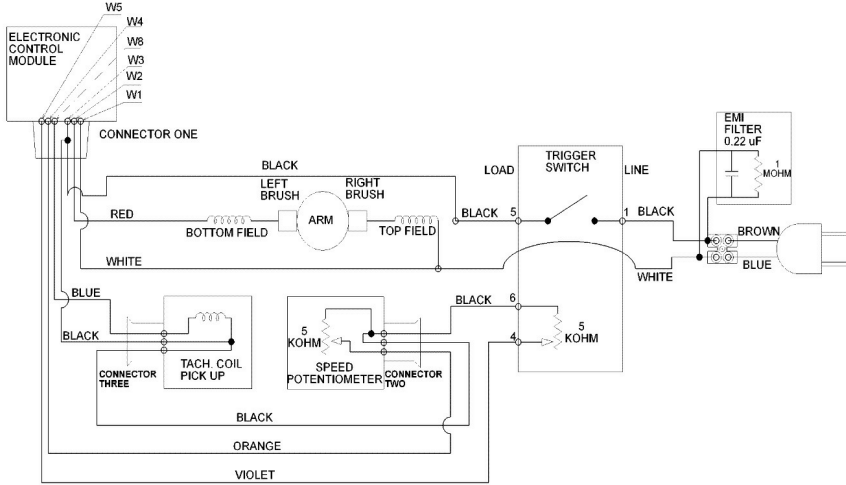 W5
W4
W8
W3
W2
W1
ELECTRONIC
CONTROL
MODULE
CONNECTOR ONE
EMI
FILTER
0.22 uF
1
MOHM
BLACK
LOAD
TRIGGER
SWITCH
LINE
LEFT
BRUSH
RIGHT
BRUSH
RED
BOTTOM FIELD
ARM
TOP FIELD
BLACK
5
1
BLACK
BROWN
BLUE
WHITE
WHITE
BLUE
BLACK
CONNECTOR
THREE
TACH. COIL
PICK UP
5
KOHM
SPEED
POTENTIOMETER
CONNECTOR
TWO
BLACK
6
4
5
KOHM
BLACK
ORANGE
VIOLET